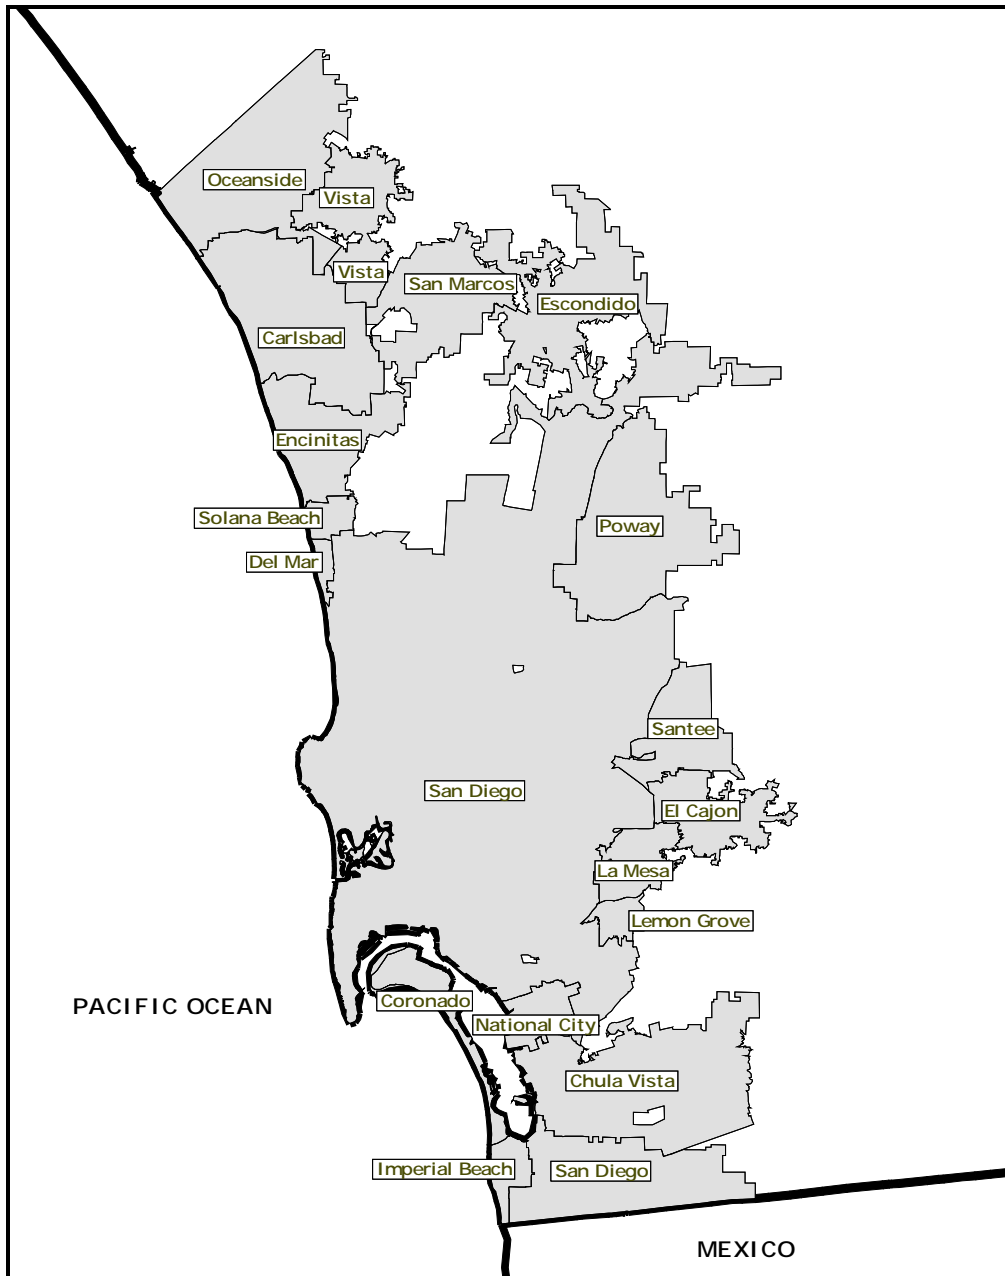 Oceanside
Vista
Vista
San Marcos
Escondido
Carlsbad
Encinitas
Solana Beach
Poway
Del Mar
Santee
San Diego
El Cajon
La Mesa
Lemon Grove
Coronado
PACIFIC OCEAN
National City
Chula Vista
Imperial Beach
San Diego
MEXICO